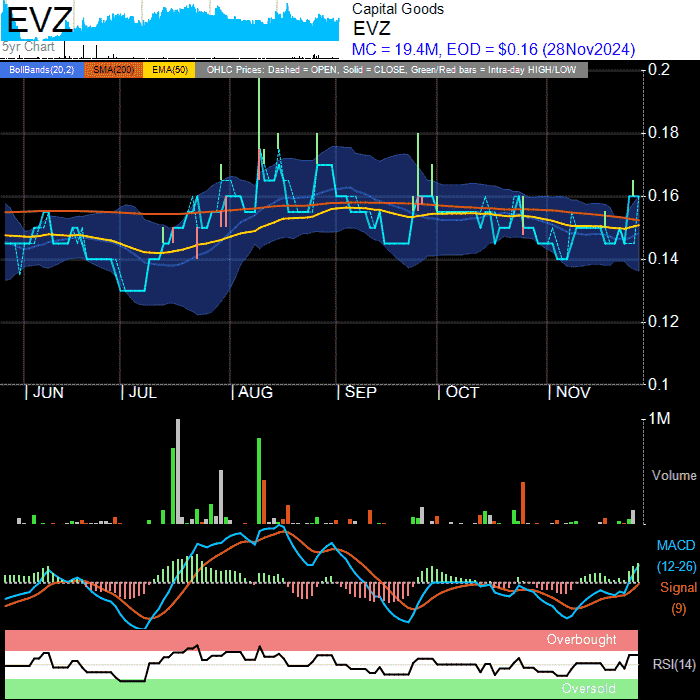 EVZ
5yr Chart
Capital Goods
EVZ
MC = 19.4M, EOD = $0.16 (28Nov2024)
BollBands(20,2) SMA(200) EMA(50) OHLC Prices: Dashed = OPEN, Solid = CLOSE, Green/Red bars = Intra-day HIGH/LOW
0.2
0.18
0.16
0.14
0.12
0.1
JUN JUL AUG SEP OCT NOV
1M
Volume
MACD
(12-26)
Signal
(9)
Overbought
RSI(14)
Oversold